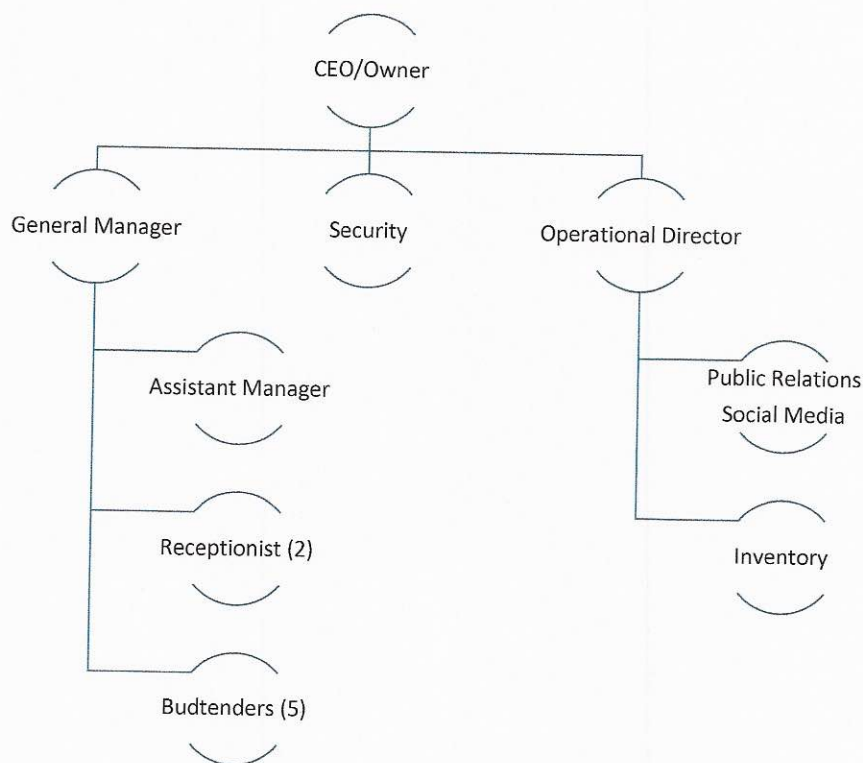 CEO/Owner
General Manager
Security
Operational Director
Assistant Manager
Public Relations
Social Media
Receptionist (2)
Inventory
Budtenders (5)